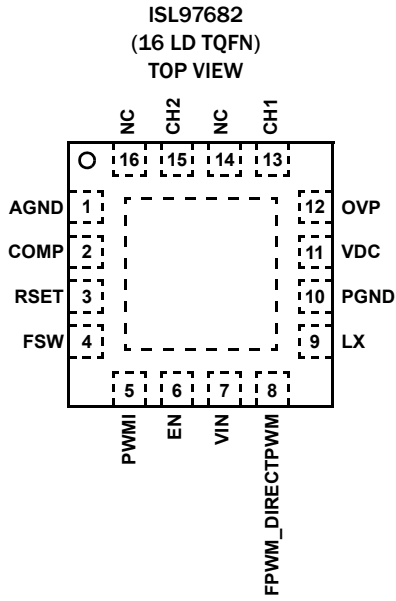 ISL97682
(16 LD TQFN)
TOP VIEW
NC
CH2
NC
CH1
16
15
14
13
AGND 1
12 OVP
COMP 2
11 VDC
RSET 3
10 PGND
FSW 4
9 LX
5
6
7
8
PWMI
EN
VIN
FPWM_DIRECTPWM